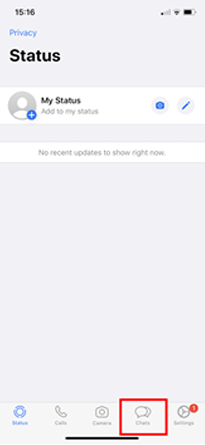 15:16
Privacy
Status
My Status
Add to my status
No recent updates to show right now.
Status Calls Camera Chats Settings
1